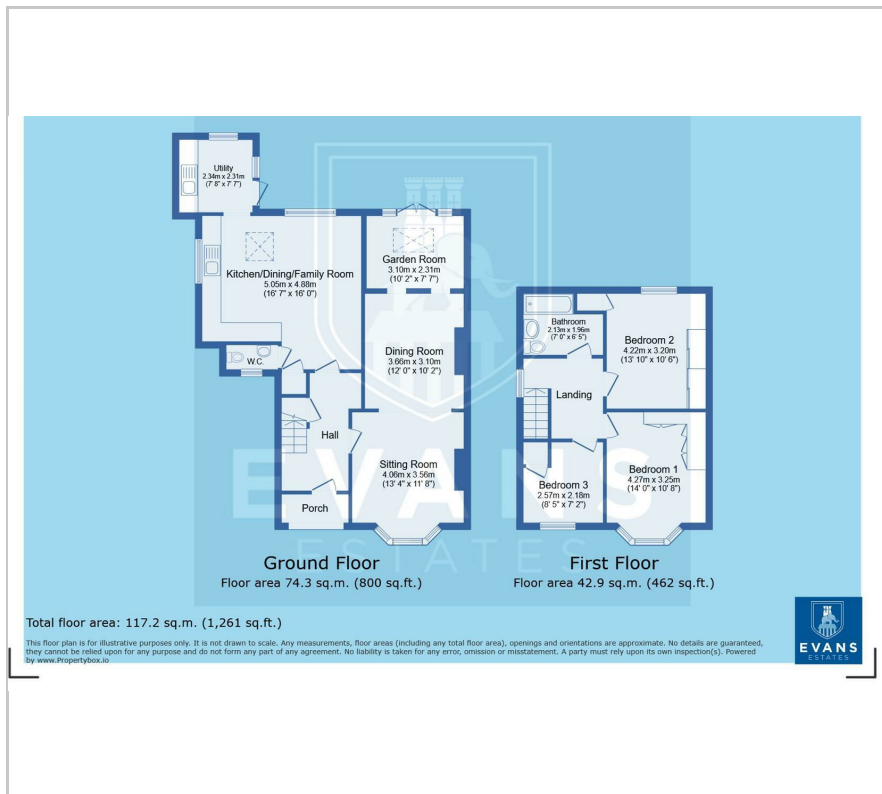 Utility
2.34m x 2.31m
(7' 8" x 7' 7")
Kitchen/Dining/Family Room
5.05m x 4.88m
(16' 7" x 16' 0")
Garden Room
3.10m x 2.31m
(10' 2" x 7' 7")
W.C.
Dining Room
3.66m x 3.10m
(12' 0" x 10' 2")
Hall
Sitting Room
4.06m x 3.56m
(13' 4" x 11' 8")
Porch
Bathroom
2.13m x 1.96m
(7' 0" x 6' 5")
Bedroom 2
4.22m x 3.20m
(13' 10" x 10' 6")
Landing
Bedroom 1
4.27m x 3.25m
(14' 0" x 10' 8")
Bedroom 3
2.57m x 2.18m
(8' 5" x 7' 2")
EVANS
ESTATES
Ground Floor
Floor area 74.3 sq.m. (800 sq.ft.)
First Floor
Floor area 42.9 sq.m. (462 sq.ft.)
Total floor area: 117.2 sq.m. (1,261 sq.ft.)
This floor plan is for illustrative purposes only. It is not drawn to scale. Any measurements, floor areas (including any total floor area), openings and orientations are approximate. No details are guaranteed,
they cannot be relied upon for any purpose and do not form any part of any agreement. No liability is taken for any error, omission or misstatement. A party must rely upon its own inspection(s). Powered
by www.Propertybox.io
EVANS
ESTATES